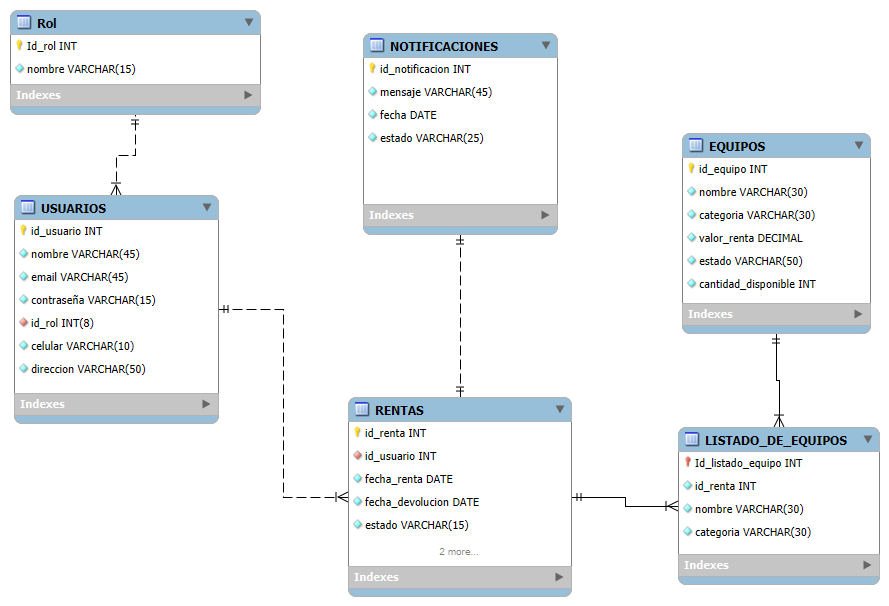 Rol
Id_rol INT
nombre VARCHAR(15)
Indexes
NOTIFICACIONES
id_notificacion INT
mensaje VARCHAR(45)
fecha DATE
estado VARCHAR(25)
Indexes
EQUIPOS
id_equipo INT
nombre VARCHAR(30)
categoria VARCHAR(30)
valor_renta DECIMAL
estado VARCHAR(50)
cantidad_disponible INT
Indexes
USUARIOS
id_usuario INT
nombre VARCHAR(45)
email VARCHAR(45)
contraseña VARCHAR(15)
id_rol INT(8)
celular VARCHAR(10)
direccion VARCHAR(50)
Indexes
RENTAS
id_renta INT
id_usuario INT
fecha_renta DATE
fecha_devolucion DATE
estado VARCHAR(15)
2 more...
Indexes
LISTADO_DE_EQUIPOS
Id_listado_equipo INT
id_renta INT
nombre VARCHAR(30)
categoria VARCHAR(30)
Indexes